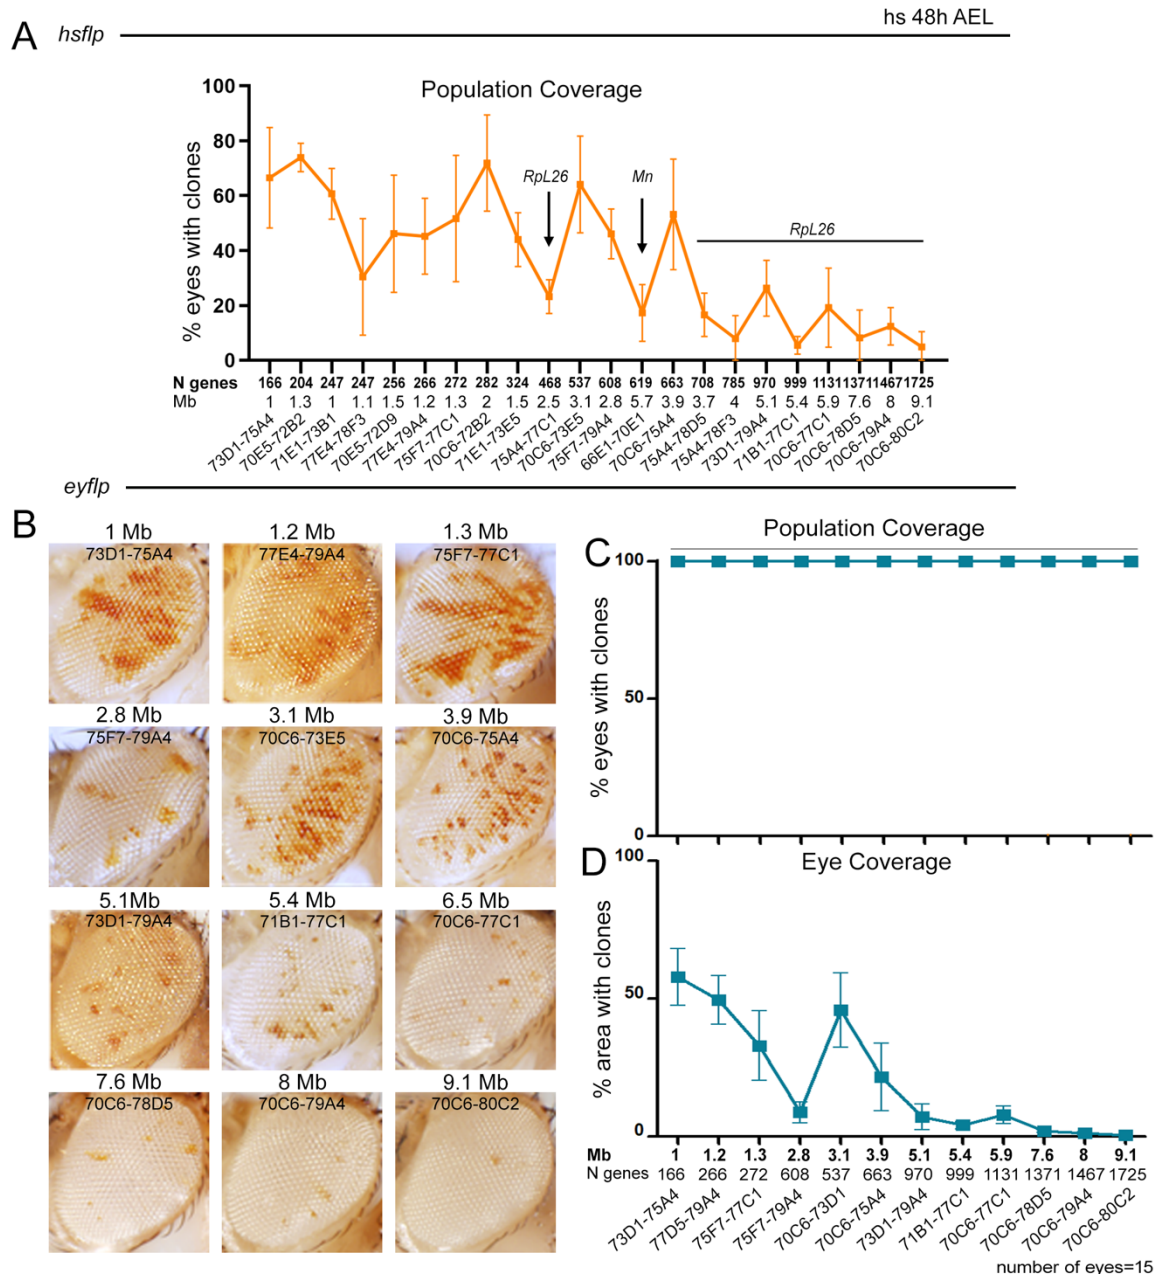 A
hsflp
hs 48h AEL
Population Coverage
% eyes with clones
100
80
60
40
20
0
RpL26
Mn
RpL26
N genes 166 204 247 247 256 266 272 282 324 468 537 608 619 663 708 785 970 999 1131 1371 1467 1725
Mb 1 1.3 1 1.1 1.5 1.2 1.3 2 1.5 2.5 3.1 2.8 5.7 3.9 3.7 4 5.1 5.4 5.9 7.6 8 9.1
73D1-75A4
70E5-72B2
71E1-73B1
77E4-78F3
70E5-72D9
77E4-79A4
75F7-77C1
70C6-72B2
71E1-73E5
75A4-77C1
70C6-73E5
75F7-79A4
66E1-70E1
70C6-75A4
75A4-78D5
75A4-78F3
73D1-79A4
71B1-77C1
70C6-77C1
70C6-78D5
70C6-79A4
70C6-80C2
eyflp
B
1 Mb
73D1-75A4
1.2 Mb
77E4-79A4
1.3 Mb
75F7-77C1
2.8 Mb
75F7-79A4
3.1 Mb
70C6-73E5
3.9 Mb
70C6-75A4
5.1Mb
73D1-79A4
5.4 Mb
71B1-77C1
6.5 Mb
70C6-77C1
7.6 Mb
70C6-78D5
8 Mb
70C6-79A4
9.1 Mb
70C6-80C2
C
Population Coverage
% eyes with clones
100
50
0
D
Eye Coverage
% area with clones
100
50
0
Mb 1 1.2 1.3 2.8 3.1 3.9 5.1 5.4 5.9 7.6 8 9.1
N genes 166 266 272 608 537 663 970 999 1131 1371 1467 1725
73D1-75A4
77D5-79A4
75F7-77C1
75F7-79A4
70C6-73D1
70C6-75A4
73D1-79A4
71B1-77C1
70C6-77C1
70C6-78D5
70C6-79A4
70C6-80C2
number of eyes=15